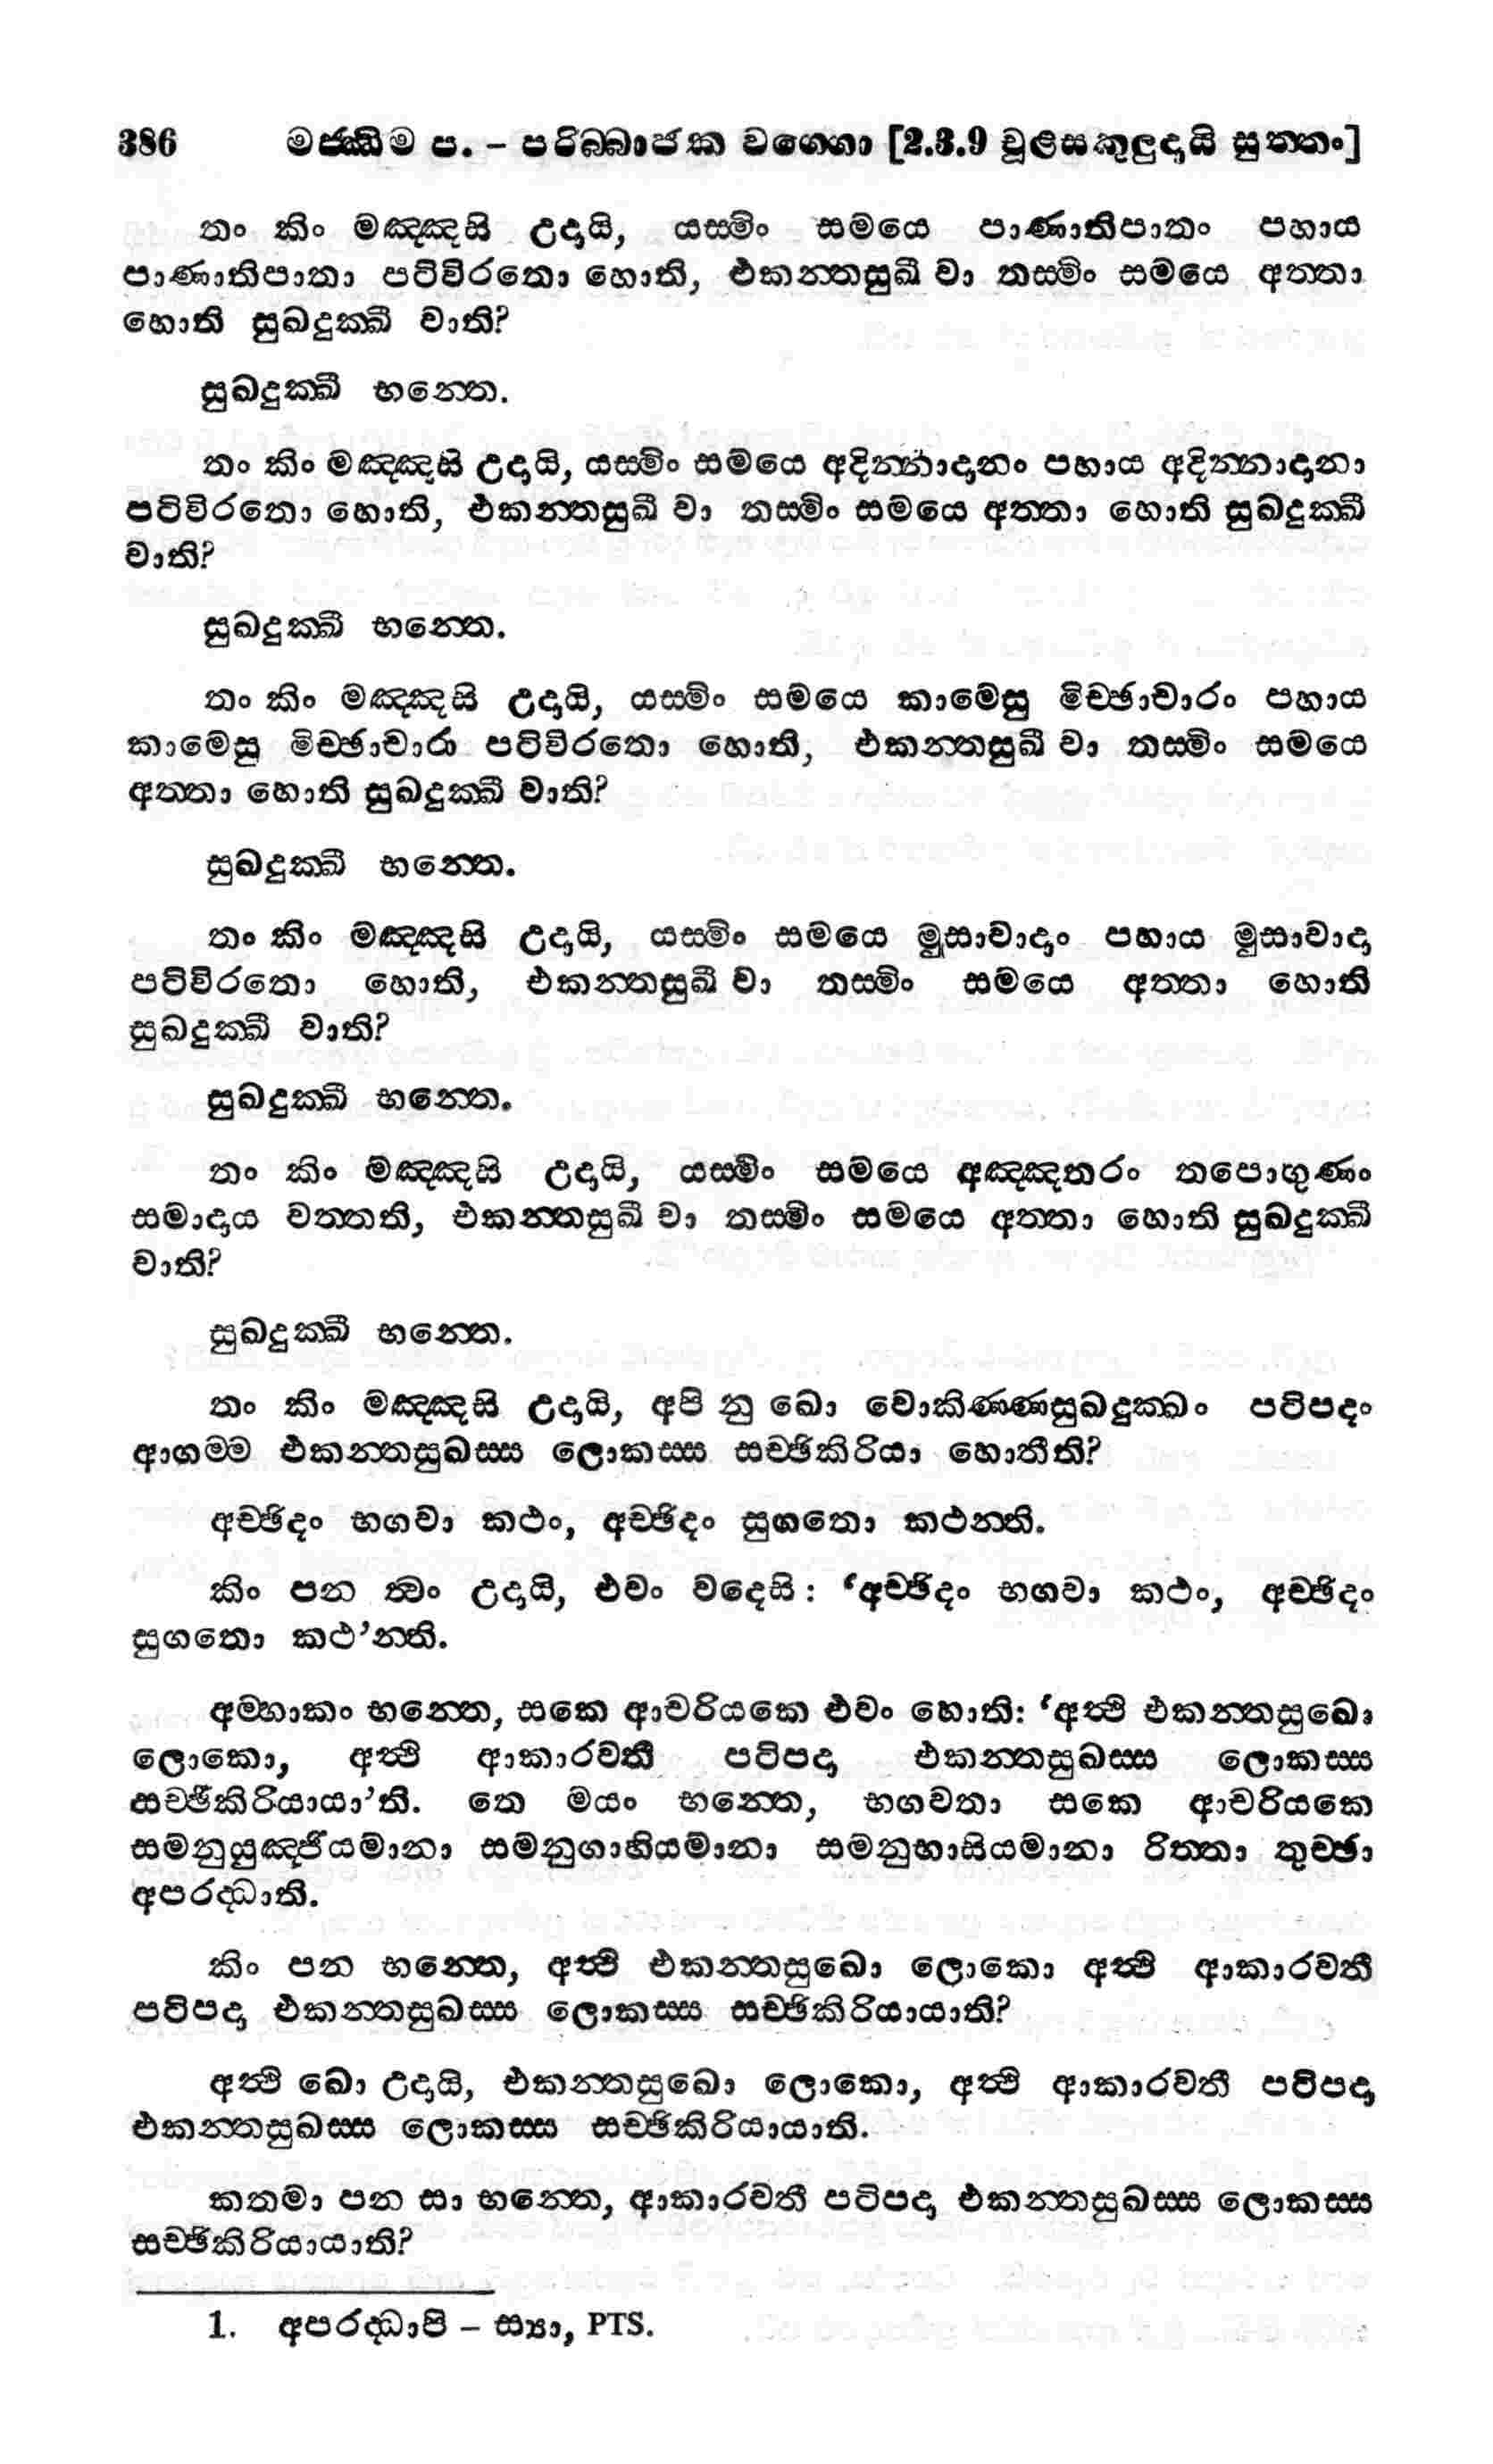 386 මජ්ඣිම ප. – පරිබ්බාජක වග්ගො [2.3.9 චූළසකුලුදායි සුත්තං]
තං කිං මඤ්ඤසි උදායි, යස්මිං සමයෙ පාණාතිපාතං පහාය
පාණාතිපාතා පටිවිරතො හොති, එකන්තසුඛී වා තස්මිං සමයෙ අත්තා
හොති සුඛදුක්ඛී වාති?
සුඛදුක්ඛී භන්තෙ.
තං කිං මඤ්ඤසි උදායි, යස්මිං සමයෙ අදින්නාදානං පහාය අදින්නාදානා
පටිවිරතො හොති, එකන්තසුඛී වා තස්මිං සමයෙ අත්තා හොති සුඛදුක්ඛී
වාති?
සුඛදුක්ඛී භන්තෙ.
තං කිං මඤ්ඤසි උදායි, යස්මිං සමයෙ කාමෙසු මිච්ඡාචාරං පහාය
කාමෙසු මිච්ඡාචාරා පටිවිරතො හොති, එකන්තසුඛී වා තස්මිං සමයෙ
අත්තා හොති සුඛදුක්ඛී වාති?
සුඛදුක්ඛී භන්තෙ.
තං කිං මඤ්ඤසි උදායි, යස්මිං සමයෙ මුසාවාදං පහාය මුසාවාදා
පටිවිරතො හොති, එකන්තසුඛී වා තස්මිං සමයෙ අත්තා හොති
සුඛදුක්ඛී වාති?
සුඛදුක්ඛී භන්තෙ.
තං කිං මඤ්ඤසි උදායි, යස්මිං සමයෙ අඤ්ඤතරං තපොගුණං
සමාදාය වත්තති, එකන්තසුඛී වා තස්මිං සමයෙ අත්තා හොති සුඛදුක්ඛී
වාති?
සුඛදුක්ඛී භන්තෙ.
තං කිං මඤ්ඤසි උදායි, අපි නු ඛො වොකිණ්ණසුඛදුක්ඛං පටිපදං
ආගම්ම එකන්තසුඛස්ස ලොකස්ස සච්ඡිකිරියා හොතීති?
අච්ඡිදං භගවා කථං, අච්ඡිදං සුගතො කථන්ති.
කිං පන ත්වං උදායි, එවං වදෙසි : ‘අච්ඡිදං භගවා කථං, අච්ඡිදං
සුගතො කථ’න්ති.
අම්හාකං භන්තෙ, සකෙ ආචරියකෙ එවං හොති: ‘අත්ථි එකන්තසුඛො
ලොකො, අත්ථි ආකාරවතී පටිපදා එකන්තසුඛස්ස ලොකස්ස
සච්ඡිකිරියායා’ති. තෙ මයං භන්තෙ, භගවතා සකෙ ආචරියකෙ
සමනුයුඤ්ජියමානා සමනුගාහියමානා සමනුභාසියමානා රිත්තා තුච්ඡා
අපරද්ධාති.
කිං පන භන්තෙ, අත්ථි එකන්තසුඛො ලොකො අත්ථි ආකාරවතී
පටිපදා එකන්තසුඛස්ස ලොකස්ස සච්ඡිකිරියායාති?
අත්ථි ඛො උදායි, එකන්තසුඛො ලොකො, අත්ථි ආකාරවතී පටිපදා
එකන්තසුඛස්ස ලොකස්ස සච්ඡිකිරියායාති.
කතමා පන සා භන්තෙ, ආකාරවතී පටිපදා එකන්තසුඛස්ස ලොකස්ස
සච්ඡිකිරියායාති?
1. අපරද්ධාපි – ස්‍යා, PTS.